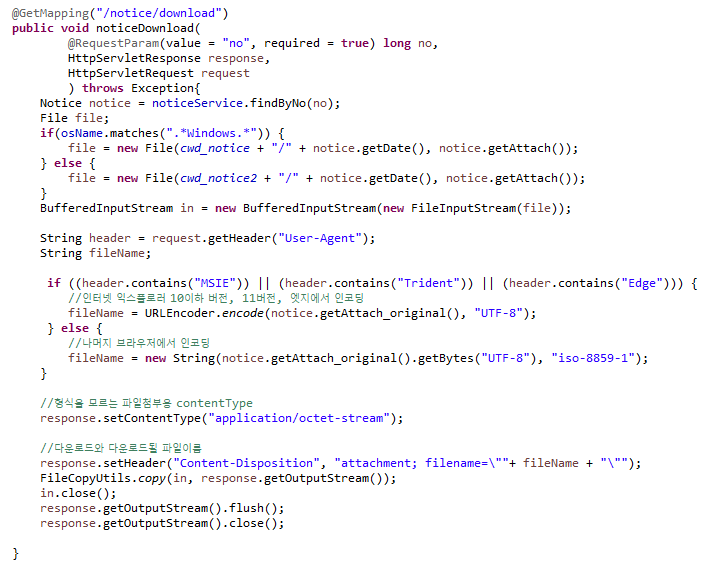 @GetMapping("/notice/download")
public void noticeDownload(
@RequestParam(value = "no", required = true) long no,
HttpServletResponse response,
HttpServletRequest request
) throws Exception{
Notice notice = noticeService.findByNo(no);
File file;
if(osName.matches(".*Windows.*")) {
file = new File(cwd_notice + "/" + notice.getDate(), notice.getAttach());
} else {
file = new File(cwd_notice2 + "/" + notice.getDate(), notice.getAttach());
}
BufferedInputStream in = new BufferedInputStream(new FileInputStream(file));
String header = request.getHeader("User-Agent");
String fileName;
if ((header.contains("MSIE")) || (header.contains("Trident")) || (header.contains("Edge"))) {
//인터넷 익스플로러 10이하 버전, 11버전, 엣지에서 인코딩
fileName = URLEncoder.encode(notice.getAttach_original(), "UTF-8");
} else {
//나머지 브라우저에서 인코딩
fileName = new String(notice.getAttach_original().getBytes("UTF-8"), "iso-8859-1");
}
//형식을 모르는 파일첨부용 contentType
response.setContentType("application/octet-stream");
//다운로드와 다운로드될 파일이름
response.setHeader("Content-Disposition", "attachment; filename=\""+ fileName + "\"");
FileCopyUtils.copy(in, response.getOutputStream());
in.close();
response.getOutputStream().flush();
response.getOutputStream().close();
}